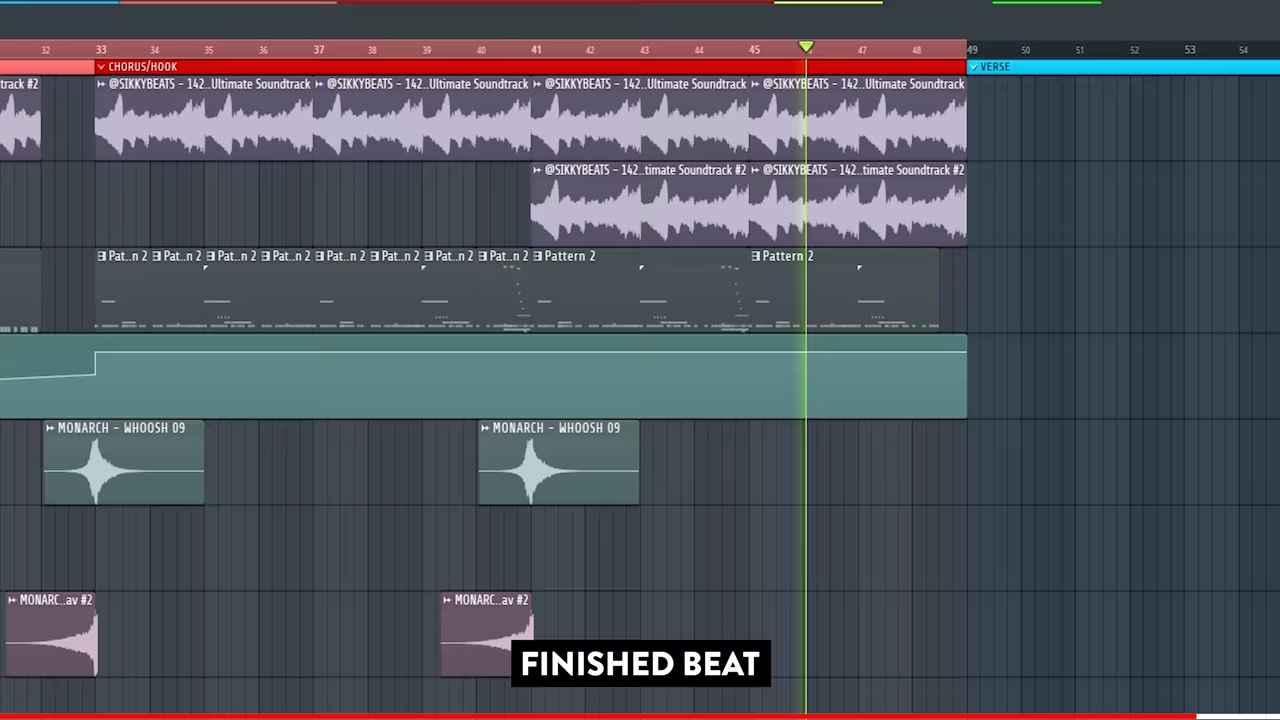 32 33 34 35 36 37 38 39 40 41 42 43 44 45 47 48 49 50 51 52 53 54
CHORUS/HOOK VERSE
track #2 @SIKKYBEATS - 142..Ultimate Soundtrack @SIKKYBEATS - 142..Ultimate Soundtrack @SIKKYBEATS - 142..Ultimate Soundtrack @SIKKYBEATS - 142..Ultimate Soundtrack
@SIKKYBEATS - 142..timate Soundtrack #2 @SIKKYBEATS - 142..timate Soundtrack #2
Pat..n 2 Pat..n 2 Pat..n 2 Pat..n 2 Pat..n 2 Pat..n 2 Pat..n 2 Pat..n 2 Pattern 2 Pattern 2
MONARCH - WHOOSH 09 MONARCH - WHOOSH 09
MONARC..av #2 MONARC..av #2
FINISHED BEAT